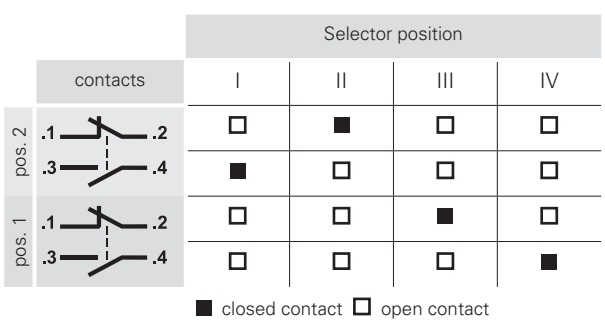 Selector position
contacts I II III IV
pos. 2
.1 .2
.3 .4
pos. 1
.1 .2
.3 .4
closed contact open contact